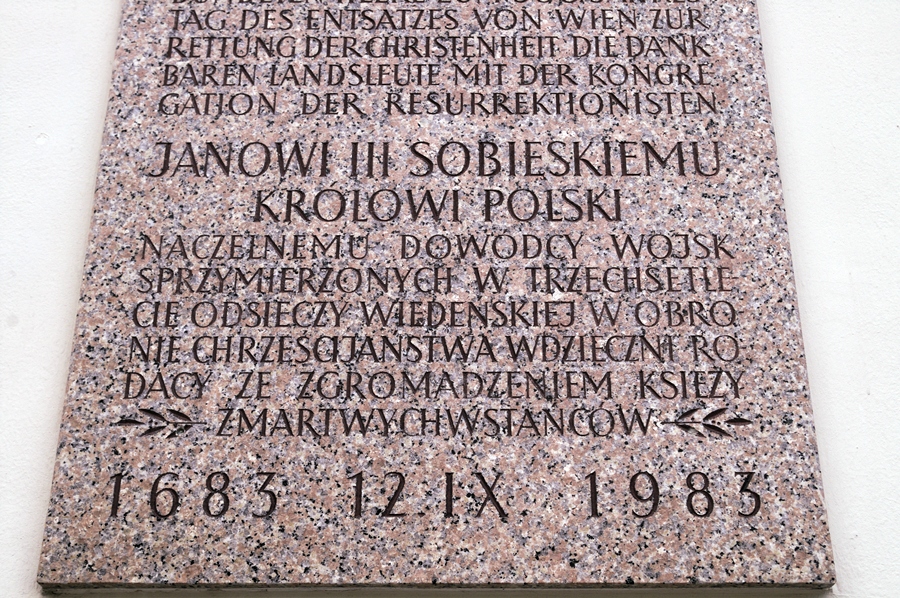 TAG DES ENTSATZES VON WIEN ZUR
RETTUNG DER CHRISTENHEIT DIE DANK
BAREN LANDSLEUTE MIT DER KONGRE
GATION DER RESURREKTIONISTEN
JANOWI III SOBIESKIEMU
KRÓLOWI POLSKI
NACZELNEMU DOWODCY WOJSK
SPRZYMIERZONYCH W TRZECHSETLE
CIE ODSIECZY WIEDENSKIEJ W OBRO
NIE CHRZEŚCIJAŃSTWA WDZIĘCZNI RO
DACY ZE ZGROMADZENIEM KSIĘŻY
ZMARTWYCHWSTAŃCÓW
1683 12 IX 1983